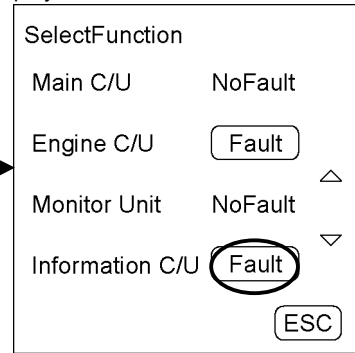 SelectFunction
Main C/U NoFault
Engine C/U Fault
Monitor Unit NoFault
Information C/U Fault
ESC